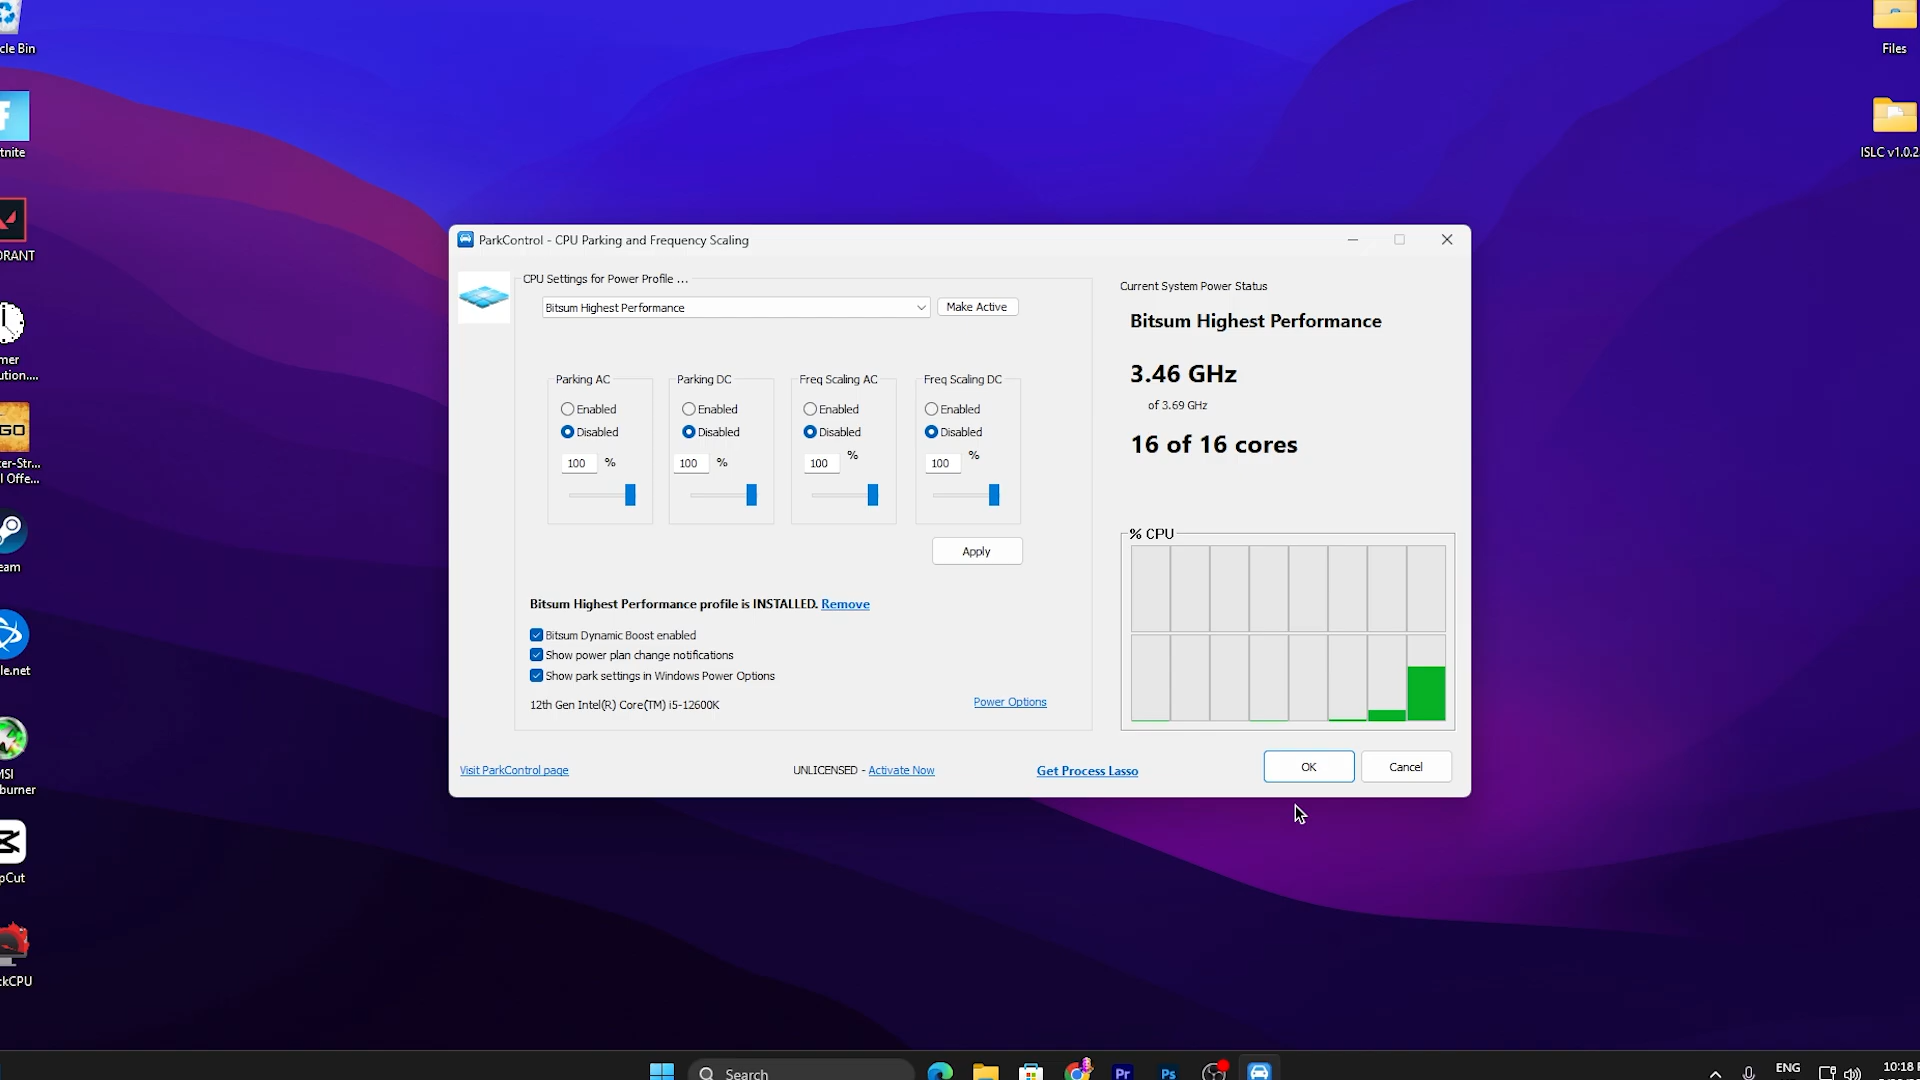 cle Bin
Files
tnite
ISLC v1.0.2
ORANT
ParkControl - CPU Parking and Frequency Scaling
CPU Settings for Power Profile ...
Bitsum Highest Performance
Make Active
Current System Power Status
Bitsum Highest Performance
3.46 GHz
of 3.69 GHz
16 of 16 cores
Parking AC
Enabled
Disabled
100 %
Parking DC
Enabled
Disabled
100 %
Freq Scaling AC
Enabled
Disabled
100 %
Freq Scaling DC
Enabled
Disabled
100 %
Apply
% CPU
Bitsum Highest Performance profile is INSTALLED. Remove
Bitsum Dynamic Boost enabled
Show power plan change notifications
Show park settings in Windows Power Options
12th Gen Intel(R) Core(TM) i5-12600K
Power Options
Visit ParkControl page
UNLICENSED - Activate Now
Get Process Lasso
OK
Cancel
mer
ution....
GO
er-Str...
l Offe...
eam
le.net
MSI
burner
pCut
ckCPU
Search
Pr
Ps
ENG
10:18